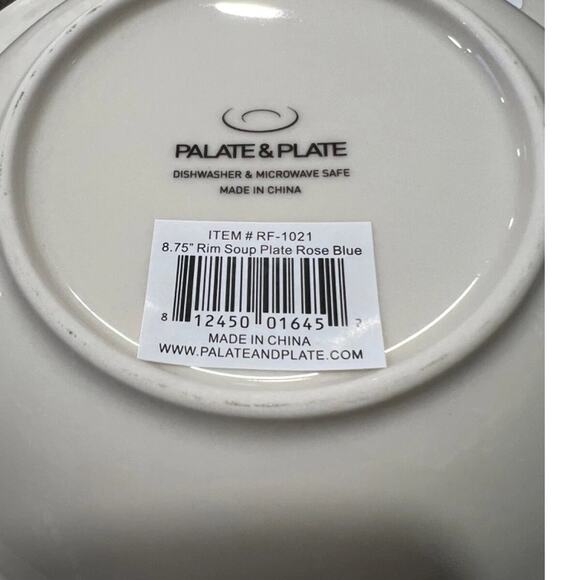 PALATE & PLATE
DISHWASHER & MICROWAVE SAFE
MADE IN CHINA
ITEM # RF-1021
8.75" Rim Soup Plate Rose Blue
8 12450 01645
MADE IN CHINA
WWW.PALATEANDPLATE.COM